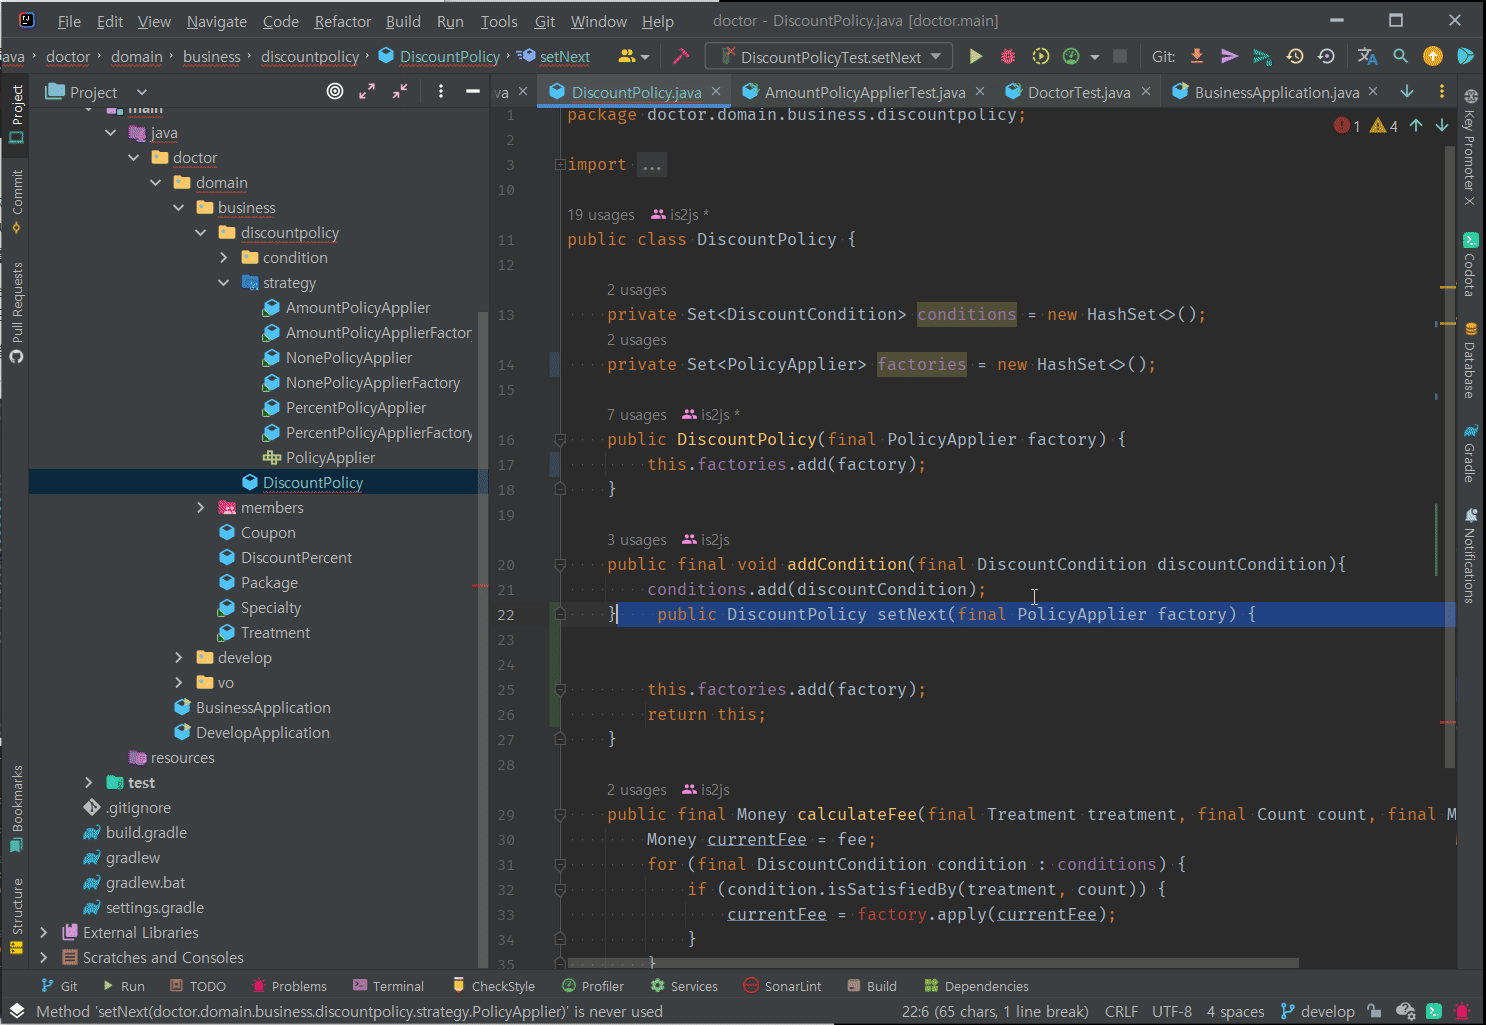 File Edit View Navigate Code Refactor Build Run Tools Git Window Help doctor - DiscountPolicy.java [doctor.main]
ava › doctor › domain › business › discountpolicy › DiscountPolicy › setNext DiscountPolicyTest.setNext Git:
Project
va DiscountPolicy.java AmountPolicyApplierTest.java DoctorTest.java BusinessApplication.java
main
java
doctor
domain
business
discountpolicy
condition
strategy
AmountPolicyApplier
AmountPolicyApplierFactor
NonePolicyApplier
NonePolicyApplierFactory
PercentPolicyApplier
PercentPolicyApplierFactory
PolicyApplier
DiscountPolicy
members
Coupon
DiscountPercent
Package
Specialty
Treatment
develop
vo
BusinessApplication
DevelopApplication
resources
test
.gitignore
build.gradle
gradlew
gradlew.bat
settings.gradle
External Libraries
Scratches and Consoles
Project
Commit
Pull Requests
Bookmarks
Structure
1 4
1 package doctor.domain.business.discountpolicy;
2
3 import ...
10
19 usages is2js *
11 public class DiscountPolicy {
12
2 usages
13 private Set<DiscountCondition> conditions = new HashSet<>();
2 usages
14 private Set<PolicyApplier> factories = new HashSet<>();
15
7 usages is2js *
16 public DiscountPolicy(final PolicyApplier factory) {
17 this.factories.add(factory);
18 }
19
3 usages is2js
20 public final void addCondition(final DiscountCondition discountCondition){
21 conditions.add(discountCondition);
22 } public DiscountPolicy setNext(final PolicyApplier factory) {
23
24
25 this.factories.add(factory);
26 return this;
27 }
28
2 usages is2js
29 public final Money calculateFee(final Treatment treatment, final Count count, final M
30 Money currentFee = fee;
31 for (final DiscountCondition condition : conditions) {
32 if (condition.isSatisfiedBy(treatment, count)) {
33 currentFee = factory.apply(currentFee);
34 }
35 }
Key Promoter X
Codota
Database
Gradle
Notifications
Git Run TODO Problems Terminal CheckStyle Profiler Services SonarLint Build Dependencies
Method 'setNext(doctor.domain.business.discountpolicy.strategy.PolicyApplier)' is never used 22:6 (65 chars, 1 line break) CRLF UTF-8 4 spaces develop